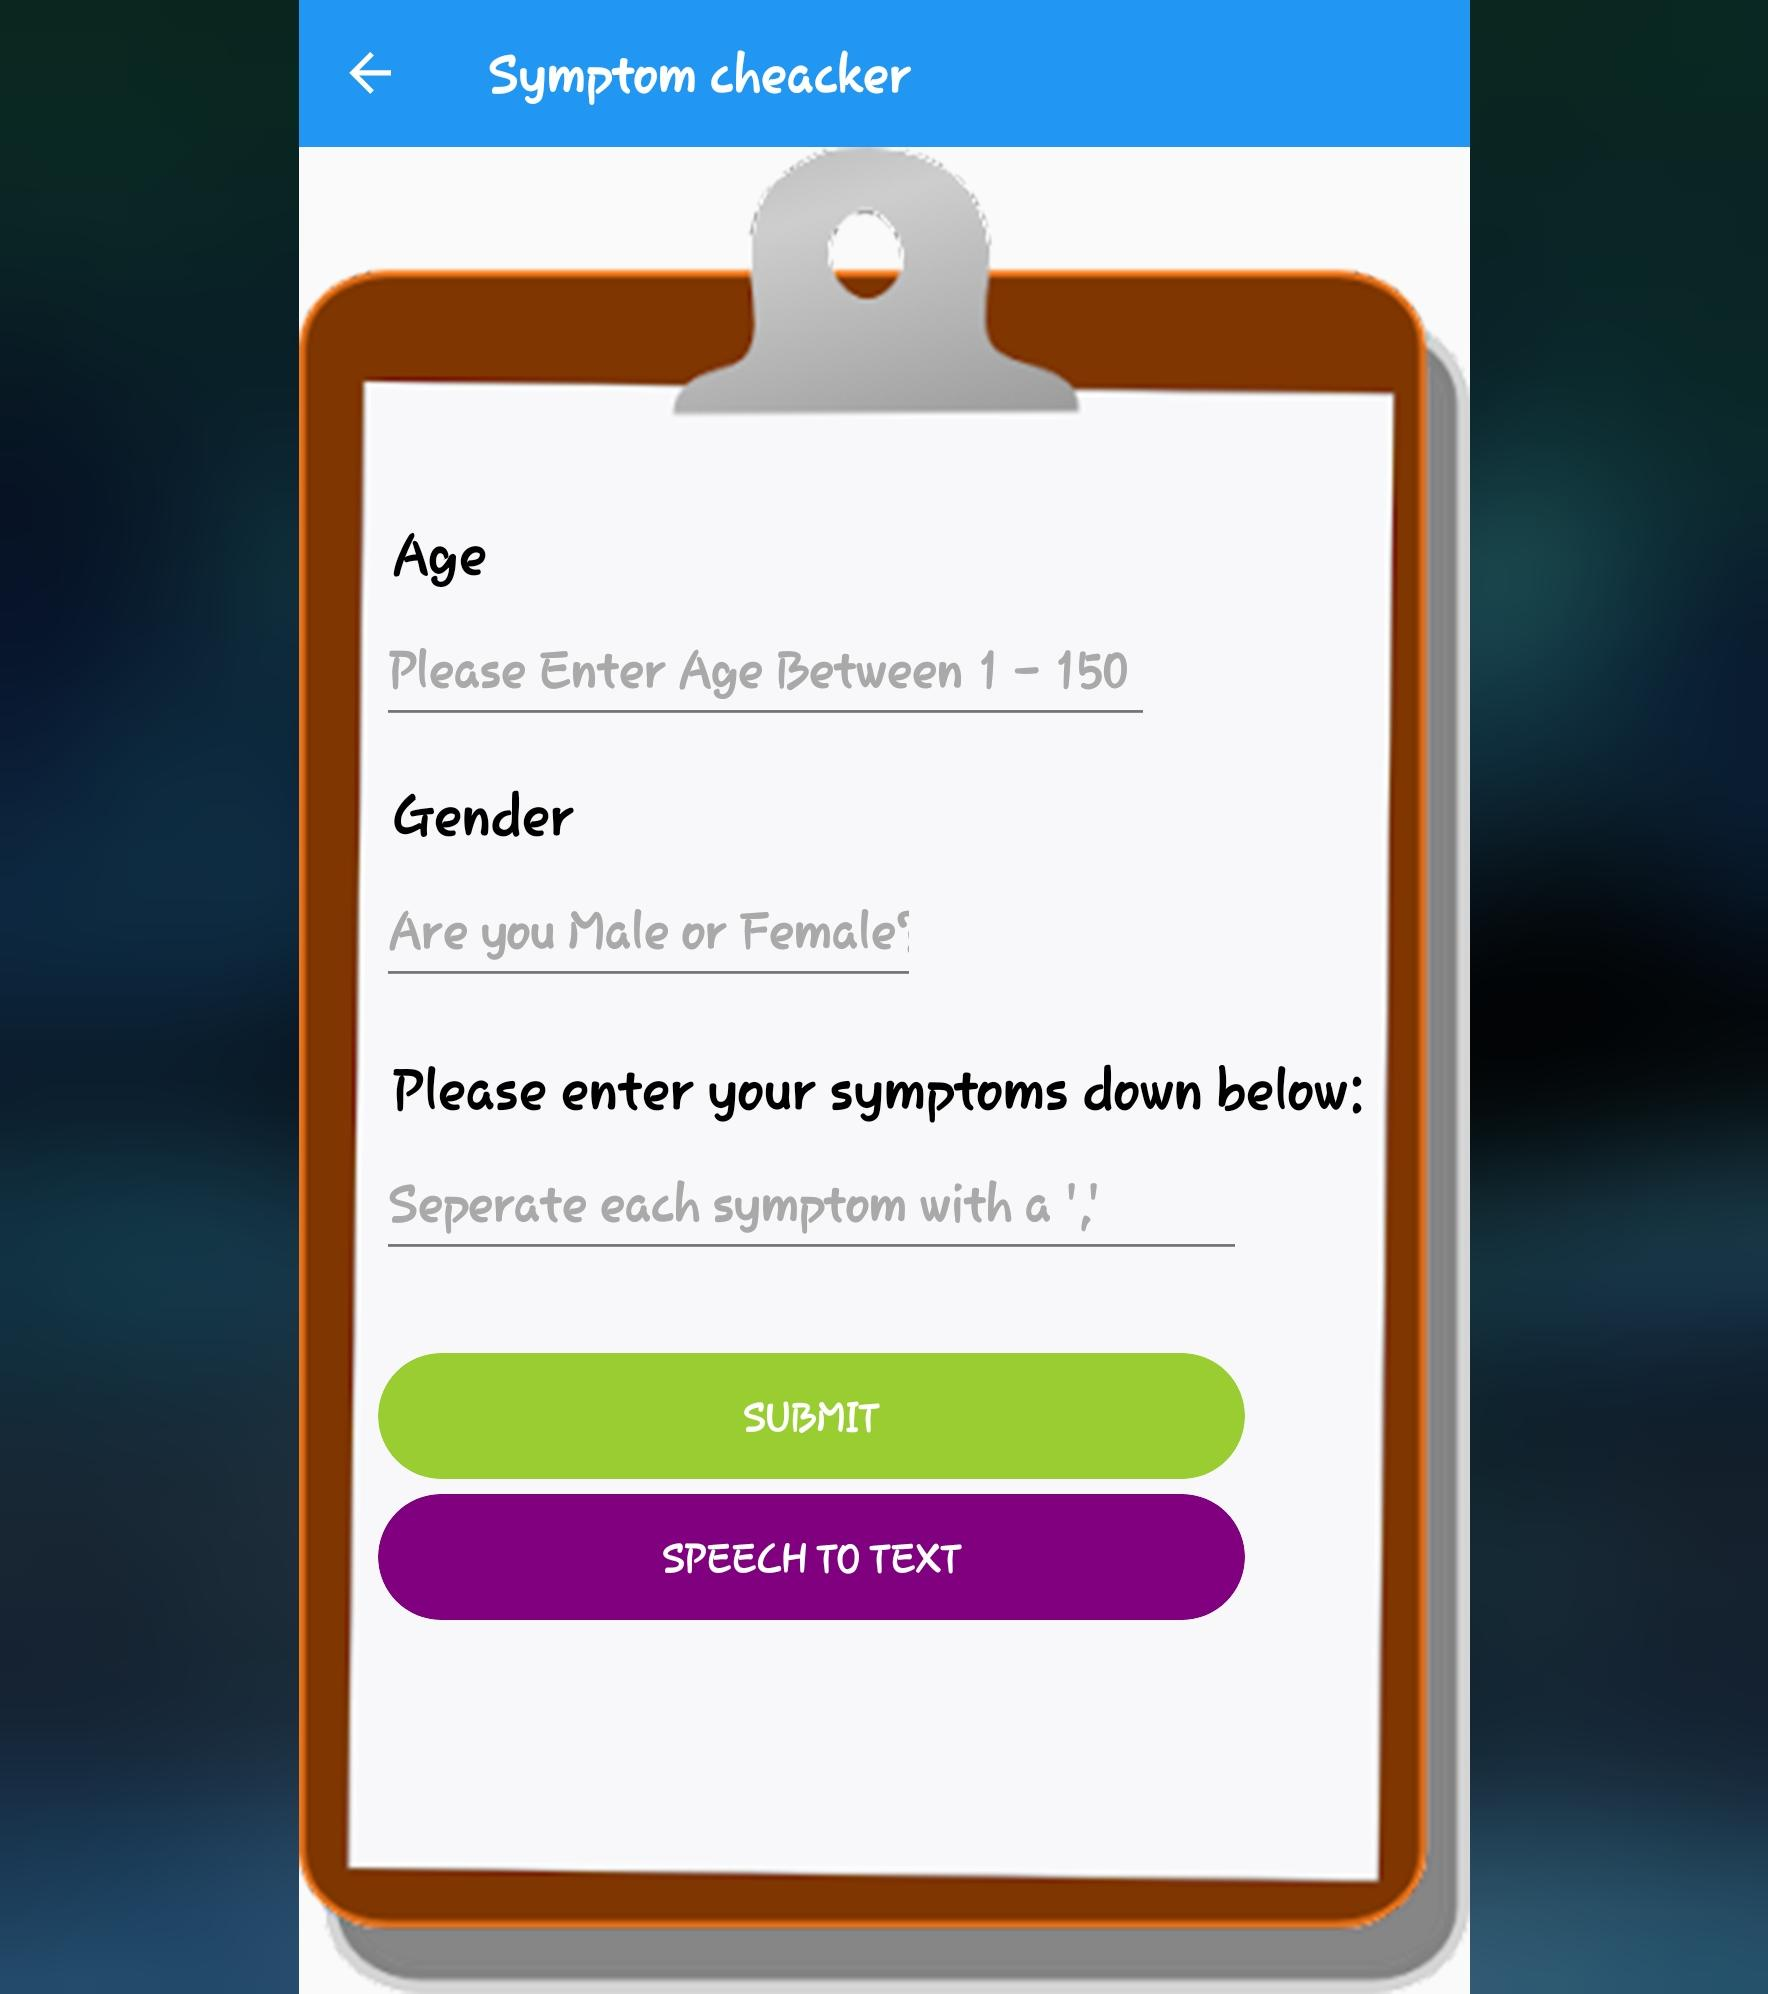 Symptom cheacker
Age
Please Enter Age Between 1 - 150
Gender
Are you Male or Female?
Please enter your symptoms down below:
Seperate each symptom with a ','
SUBMIT
SPEECH TO TEXT